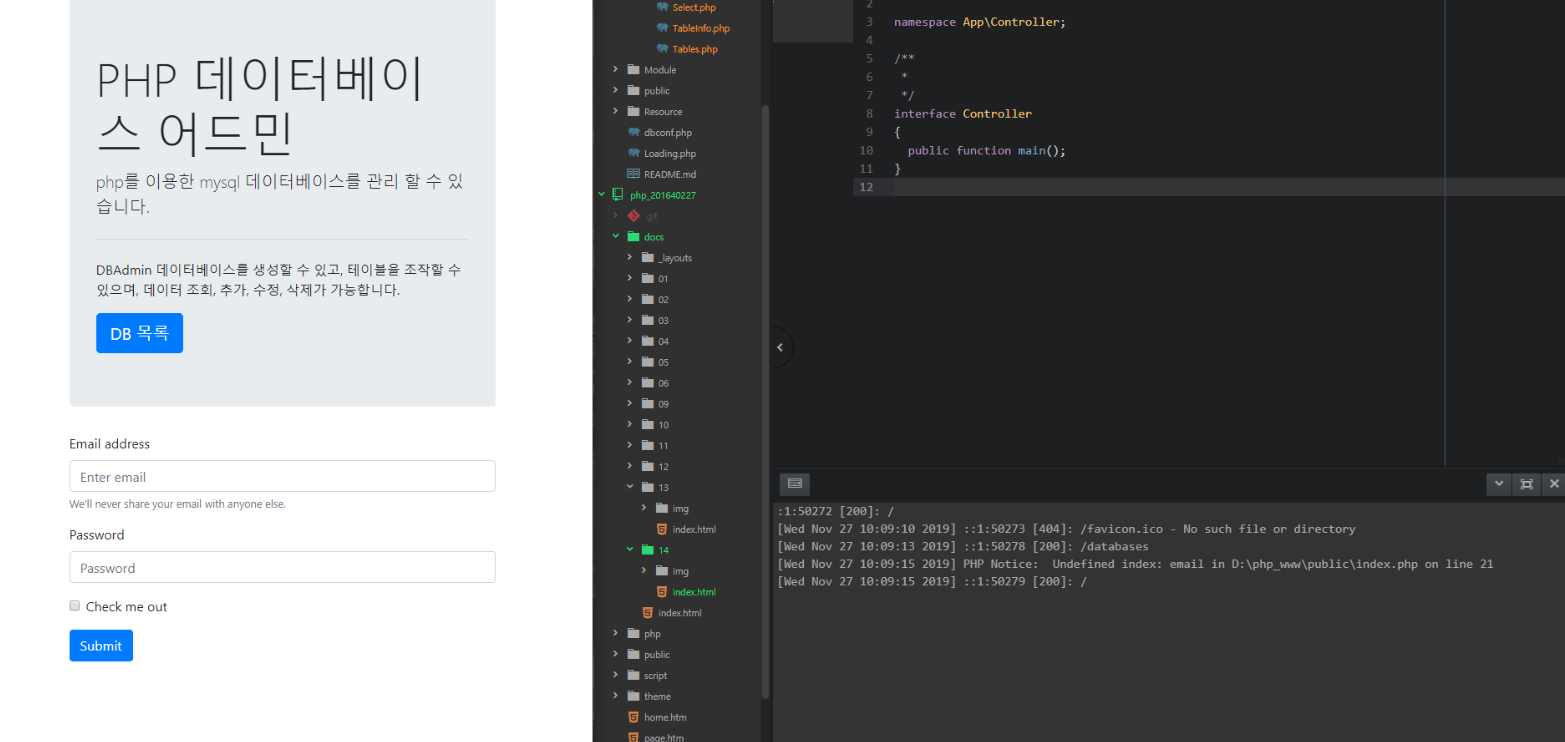 PHP 데이터베이
스 어드민
php를 이용한 mysql 데이터베이스를 관리 할 수 있
습니다.
DBAdmin 데이터베이스를 생성할 수 있고, 테이블을 조작할 수
있으며, 데이터 조회, 추가, 수정, 삭제가 가능합니다.
DB 목록
Email address
Enter email
We'll never share your email with anyone else.
Password
Password
Check me out
Submit
Select.php
TableInfo.php
Tables.php
Module
public
Resource
dbconf.php
Loading.php
README.md
php_201640227
git
docs
_layouts
01
02
03
04
05
06
09
10
11
12
13
img
index.html
14
img
index.html
index.html
php
public
script
theme
home.htm
page.htm
2
3 namespace App\Controller;
4
5 /**
6 *
7 */
8 interface Controller
9 {
10 public function main();
11 }
12
:1:50272 [200]: /
[Wed Nov 27 10:09:10 2019] ::1:50273 [404]: /favicon.ico - No such file or directory
[Wed Nov 27 10:09:13 2019] ::1:50278 [200]: /databases
[Wed Nov 27 10:09:15 2019] PHP Notice:  Undefined index: email in D:\php_www\public\index.php on line 21
[Wed Nov 27 10:09:15 2019] ::1:50279 [200]: /